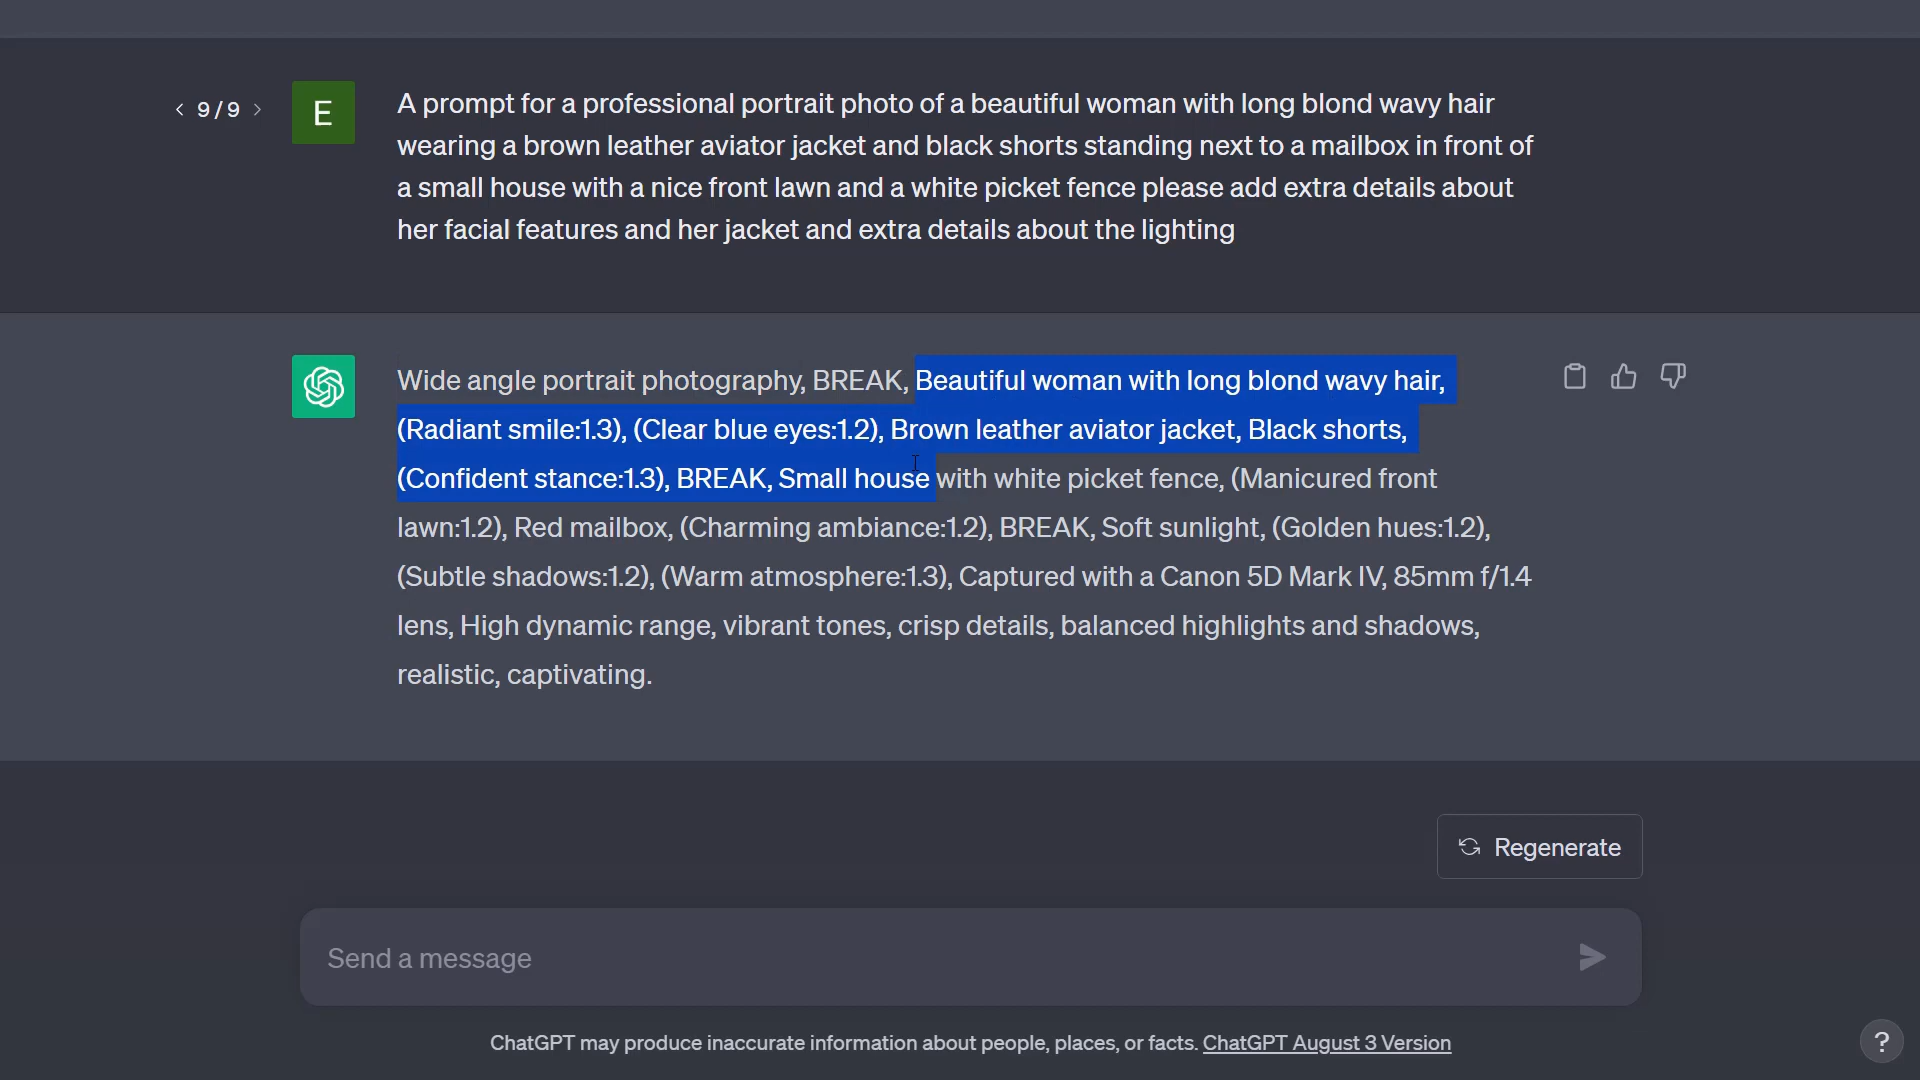 9 / 9
E
A prompt for a professional portrait photo of a beautiful woman with long blond wavy hair
wearing a brown leather aviator jacket and black shorts standing next to a mailbox in front of
a small house with a nice front lawn and a white picket fence please add extra details about
her facial features and her jacket and extra details about the lighting
Wide angle portrait photography, BREAK, Beautiful woman with long blond wavy hair,
(Radiant smile:1.3), (Clear blue eyes:1.2), Brown leather aviator jacket, Black shorts,
(Confident stance:1.3), BREAK, Small house with white picket fence, (Manicured front
lawn:1.2), Red mailbox, (Charming ambiance:1.2), BREAK, Soft sunlight, (Golden hues:1.2),
(Subtle shadows:1.2), (Warm atmosphere:1.3), Captured with a Canon 5D Mark IV, 85mm f/1.4
lens, High dynamic range, vibrant tones, crisp details, balanced highlights and shadows,
realistic, captivating.
Regenerate
Send a message
ChatGPT may produce inaccurate information about people, places, or facts. ChatGPT August 3 Version
?